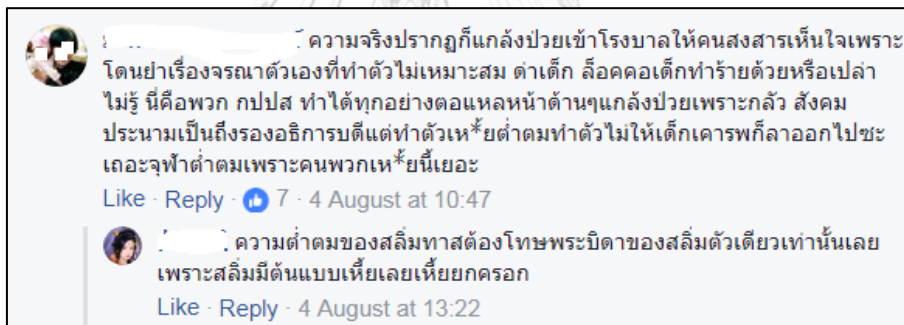 ความจริงปรากฏก็แกล้งป่วยเข้าโรงบาลให้คนสงสารเห็นใจเพราะ
โดนยำเรื่องจรณาตัวเองที่ทำตัวไม่เหมาะสม ด่าเด็ก ล็อคคอเด็กทำร้ายด้วยหรือเปล่า
ไม่รู้ นี่คือพวก กปปส ทำได้ทุกอย่างตอแหลหน้าด้านๆแกล้งป่วยเพราะกลัว สังคม
ประนามเป็นถึงรองอธิการบดีแต่ทำตัวเห*้ยต่ำตมทำตัวไม่ให้เด็กเคารพก็ลาออกไปซะ
เถอะจุฬาต่ำตมเพราะคนพวกเห*้ยนี้เยอะ
Like · Reply · 7 · 4 August at 10:47
ความต่ำตมของสลิ่มทาสต้องโทษพระบิดาของสลิ่มตัวเดียวเท่านั้นเลย
เพราะสลิ่มมีต้นแบบเหี้ยเลยเหี้ยยกครอก
Like · Reply · 4 August at 13:22